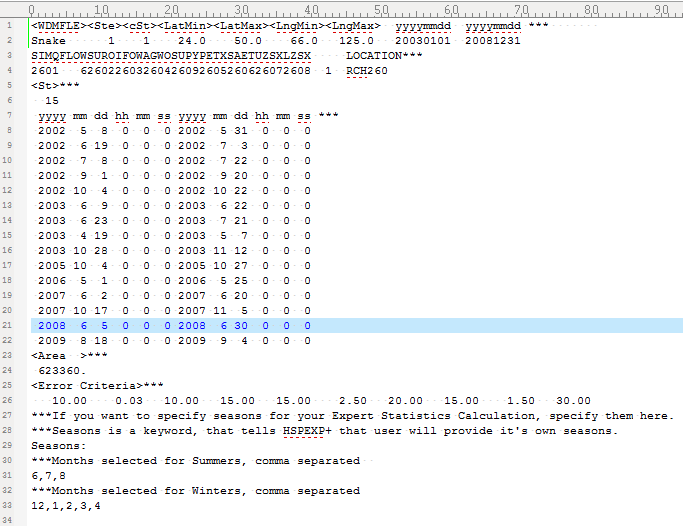 0. 10 20 30 40 50 60 70 80 90
1 <WDMFLE><Ste><cSt><LatMin><LatMax><LngMin><LngMax>  yyyymmdd  yyyymmdd ***
2 Snake     1    1    24.0    50.0    66.0   125.0   20030101  20081231
3 SIMQFLOWSUROIFOWAGWOSUPYPETXSAETUZSXLZSX     LOCATION***
4 2601   62602260326042609260526062607 2608  1  RCH260
5 <St>***
6   15
7  yyyy mm dd hh mm ss yyyy mm dd hh mm ss ***
8  2002  5  8  0  0  0  2002  5 31  0  0  0
9  2002  6 19  0  0  0  2002  7  3  0  0  0
10  2002  7  8  0  0  0  2002  7 22  0  0  0
11  2002  9  1  0  0  0  2002  9 20  0  0  0
12  2002 10  4  0  0  0  2002 10 22  0  0  0
13  2003  6  9  0  0  0  2003  6 22  0  0  0
14  2003  6 23  0  0  0  2003  7 21  0  0  0
15  2003  4 19  0  0  0  2003  5  7  0  0  0
16  2003 10 28  0  0  0  2003 11 12  0  0  0
17  2005 10  4  0  0  0  2005 10 27  0  0  0
18  2006  5  1  0  0  0  2006  5 25  0  0  0
19  2007  6  2  0  0  0  2007  6 20  0  0  0
20  2007 10 17  0  0  0  2007 11  5  0  0  0
21  2008  6  5  0  0  0  2008  6 30  0  0  0
22  2009  8 18  0  0  0  2009  9  4  0  0  0
23 <Area  >***
24  623360.
25 <Error Criteria>***
26    10.00    0.03   10.00   15.00   15.00    2.50   20.00   15.00    1.50   30.00
27 ***If you want to specify seasons for your Expert Statistics Calculation, specify them here.
28 ***Seasons is a keyword, that tells HSPEXP+ that user will provide it's own seasons.
29 Seasons:
30 ***Months selected for Summers, comma separated
31 6,7,8
32 ***Months selected for Winters, comma separated
33 12,1,2,3,4
34